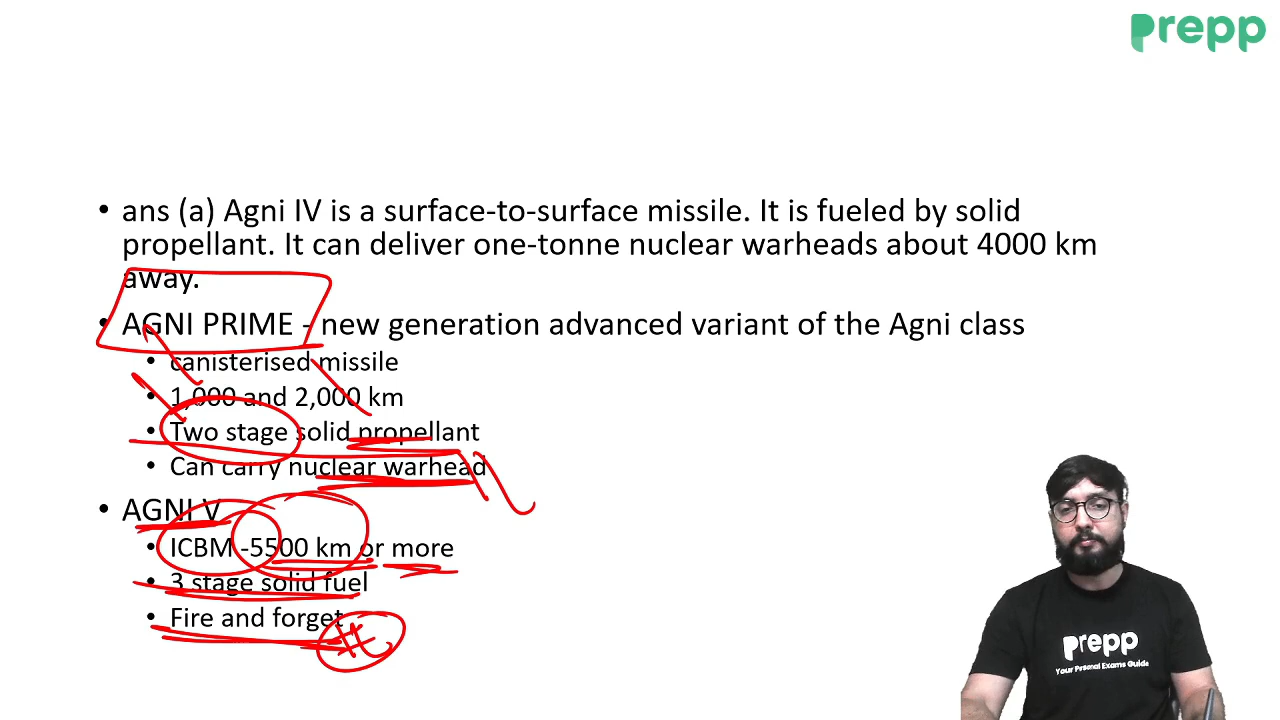 prepp
• ans (a) Agni IV is a surface-to-surface missile. It is fueled by solid
propellant. It can deliver one-tonne nuclear warheads about 4000 km
away.
• AGNI PRIME - new generation advanced variant of the Agni class
• canisterised missile
• 1,000 and 2,000 km
• Two stage solid propellant
• Can carry nuclear warhead
• AGNI V
• ICBM -5500 km or more
• 3 stage solid fuel
• Fire and forget
prepp
Your Personal Exams Guide